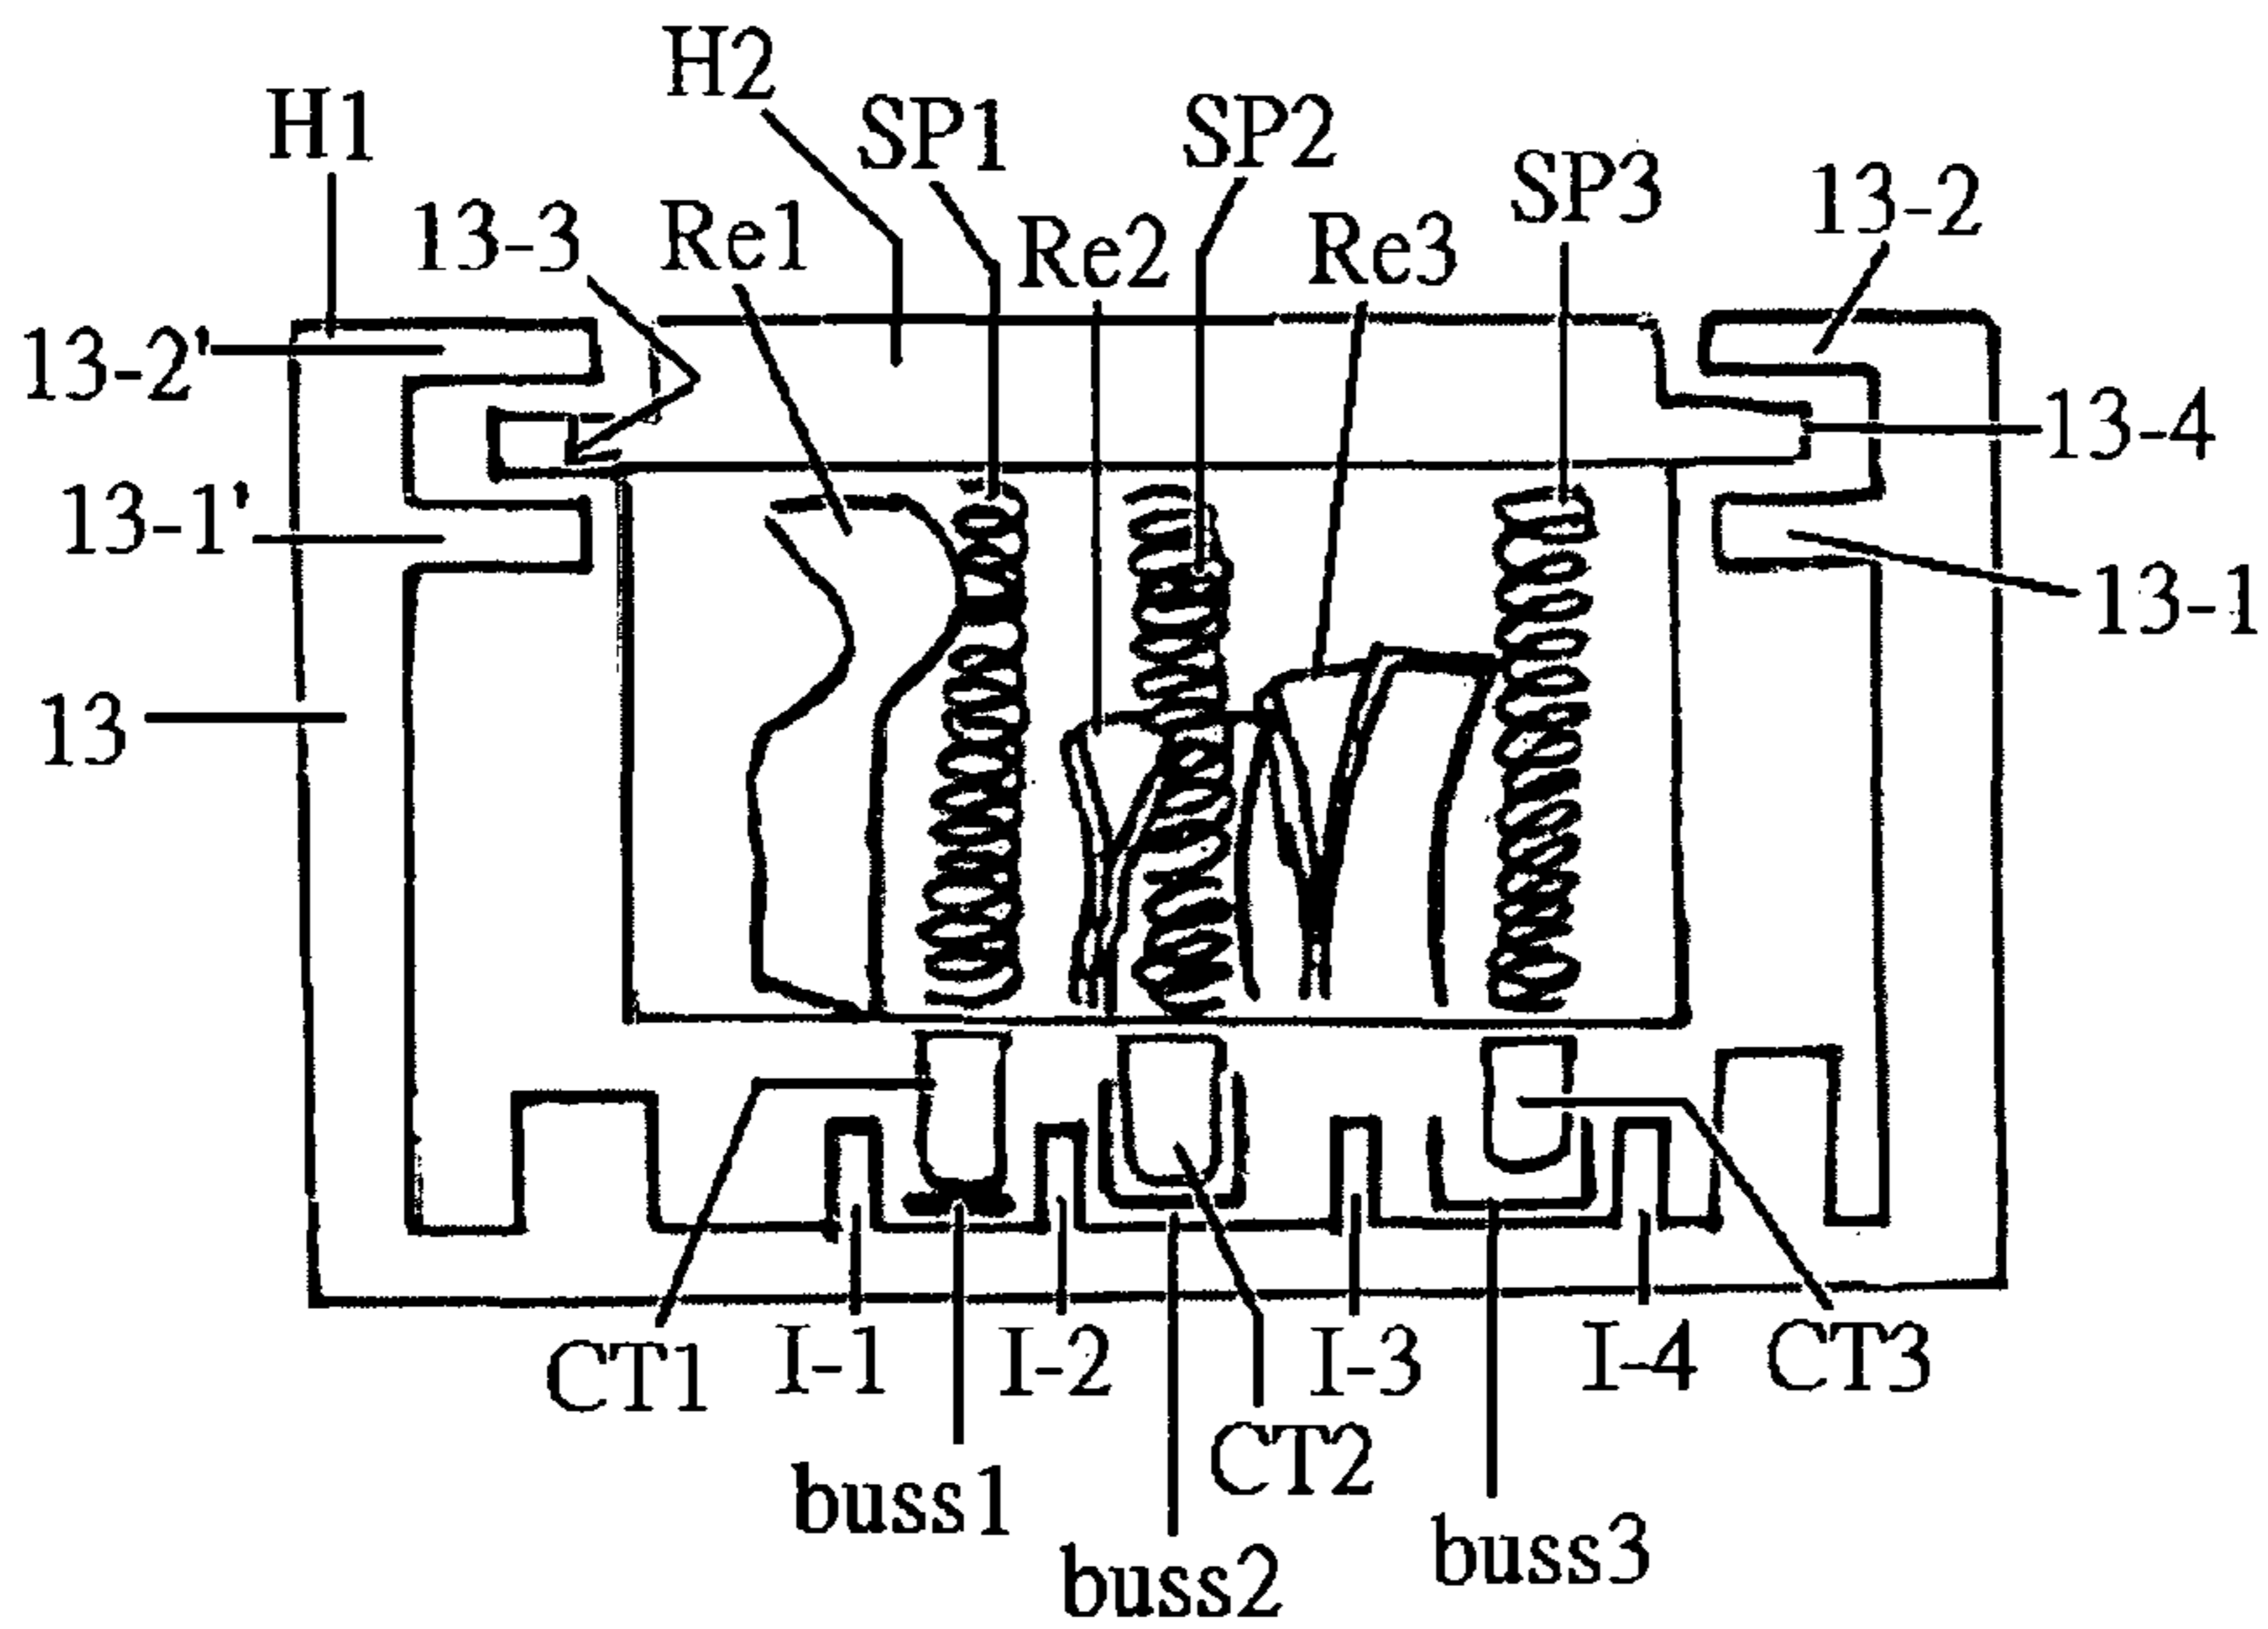 H2
H1
SP1
SP2
SP3
13-2
13-3
Re1
Re2
Re3
13-2'
13-4
13-1'
13-1
13
CT1
I-1
I-2
I-3
I-4
CT3
buss1
CT2
buss2
buss3